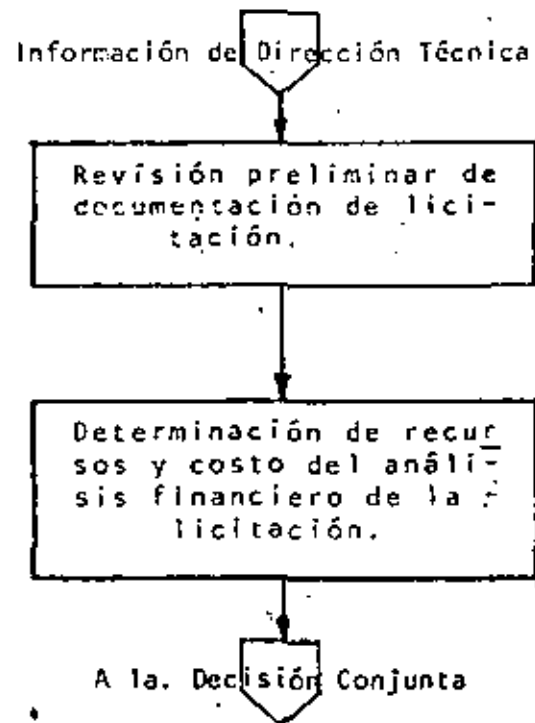 Información de Dirección Técnica
Revisión preliminar de
documentación de lici-
tación.
Determinación de recur
sos y costo del análi-
sis financiero de la -
licitación.
A la. Decisión Conjunta